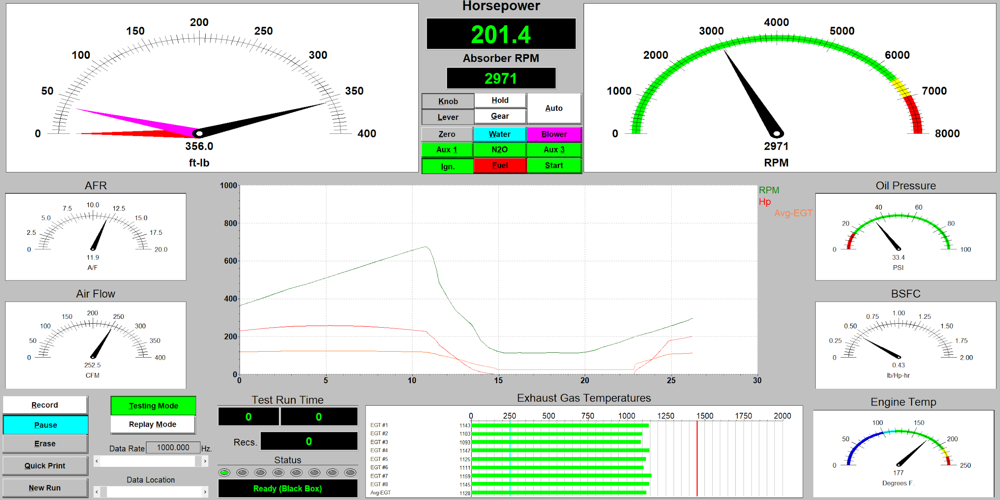 Horsepower
201.4
Absorber RPM
2971
0 50 100 150 200 250 300 350 400
356.0
ft-lb
Knob Hold Auto
Lever Gear
Zero Water Blower
Aux 1 N2O Aux 3
Ign. Fuel Start
0 1000 2000 3000 4000 5000 6000 7000 8000
2971
RPM
AFR
0 2.5 5.0 7.5 10.0 12.5 15.0 17.5 20.0
11.9
A/F
Air Flow
0 50 100 150 200 250 300 350 400
252.5
CFM
1000
800
600
400
200
0
0 5 10 15 20 25 30
RPM
Hp
Avg-EGT
Oil Pressure
0 20 40 60 80 100
33.4
PSI
BSFC
0 0.25 0.50 0.75 1.00 1.25 1.50 1.75 2.00
0.43
lb/Hp-hr
Record
Pause
Erase
Quick Print
New Run
Testing Mode
Replay Mode
Data Rate 1000.000 Hz.
Data Location
Test Run Time
0 0
Recs. 0
Status
Ready (Black Box)
Exhaust Gas Temperatures
0 250 500 750 1000 1250 1500 1750 2000
EGT #1 1143
EGT #2 1103
EGT #3 1093
EGT #4 1147
EGT #5 1125
EGT #6 1111
EGT #7 1159
EGT #8 1145
Avg-EGT 1128
Engine Temp
0 50 100 150 200 250
177
Degrees F.